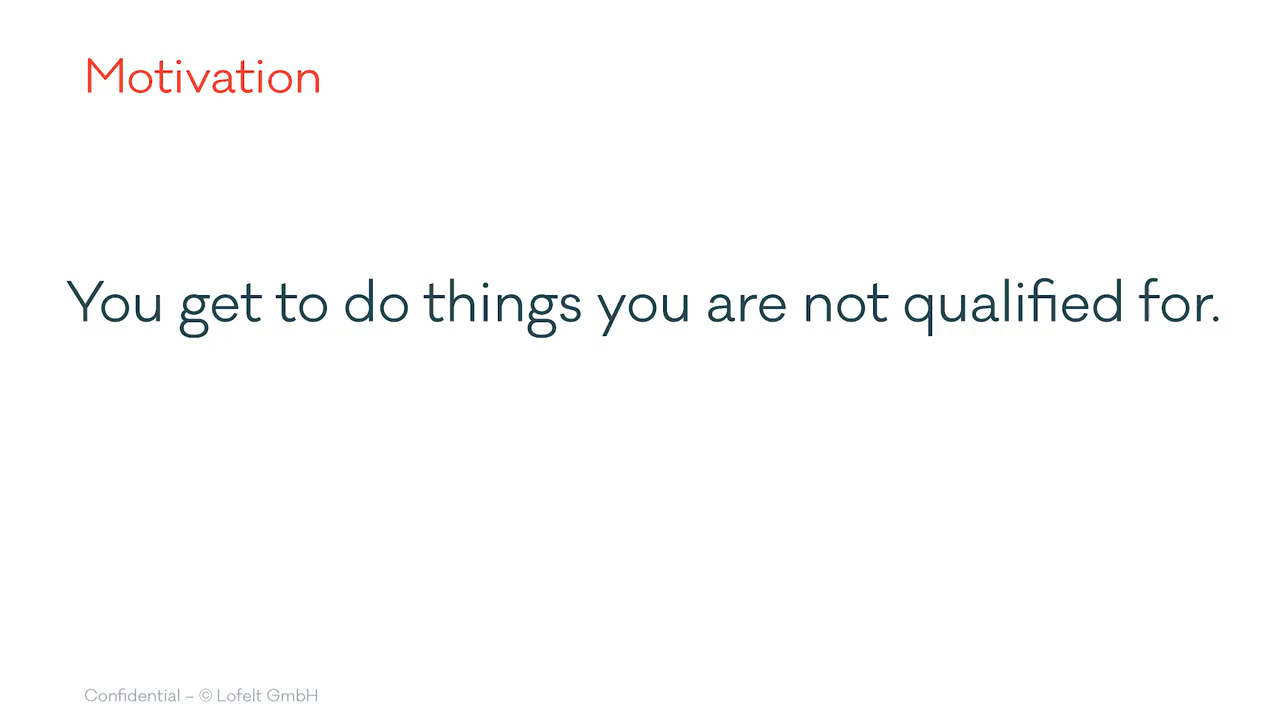 Motivation
You get to do things you are not qualified for.
Confidential – © Lofelt GmbH